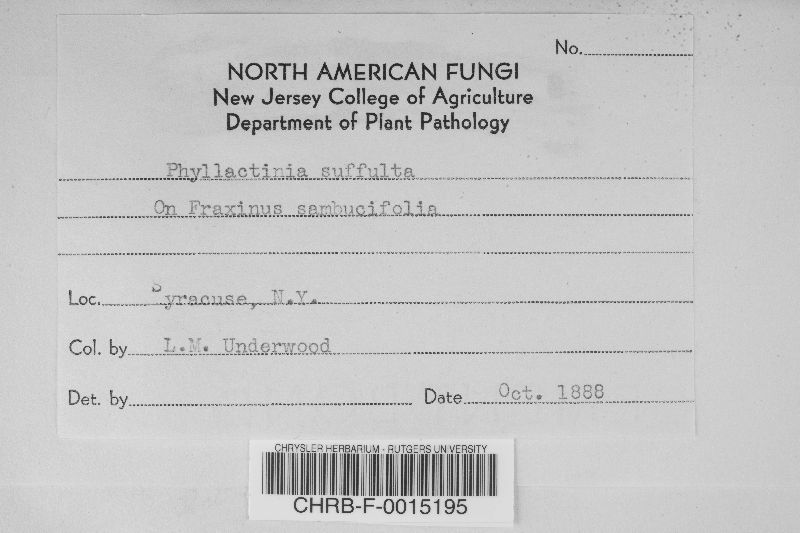 No.
NORTH AMERICAN FUNGI
New Jersey College of Agriculture
Department of Plant Pathology
Phyllactinia suffulta
On Fraxinus sambucifolia
Loc. Syracuse, N.Y.
Col. by L.M. Underwood
Det. by Date Oct. 1888
CHRYSLER HERBARIUM - RUTGERS UNIVERSITY
CHRB-F-0015195